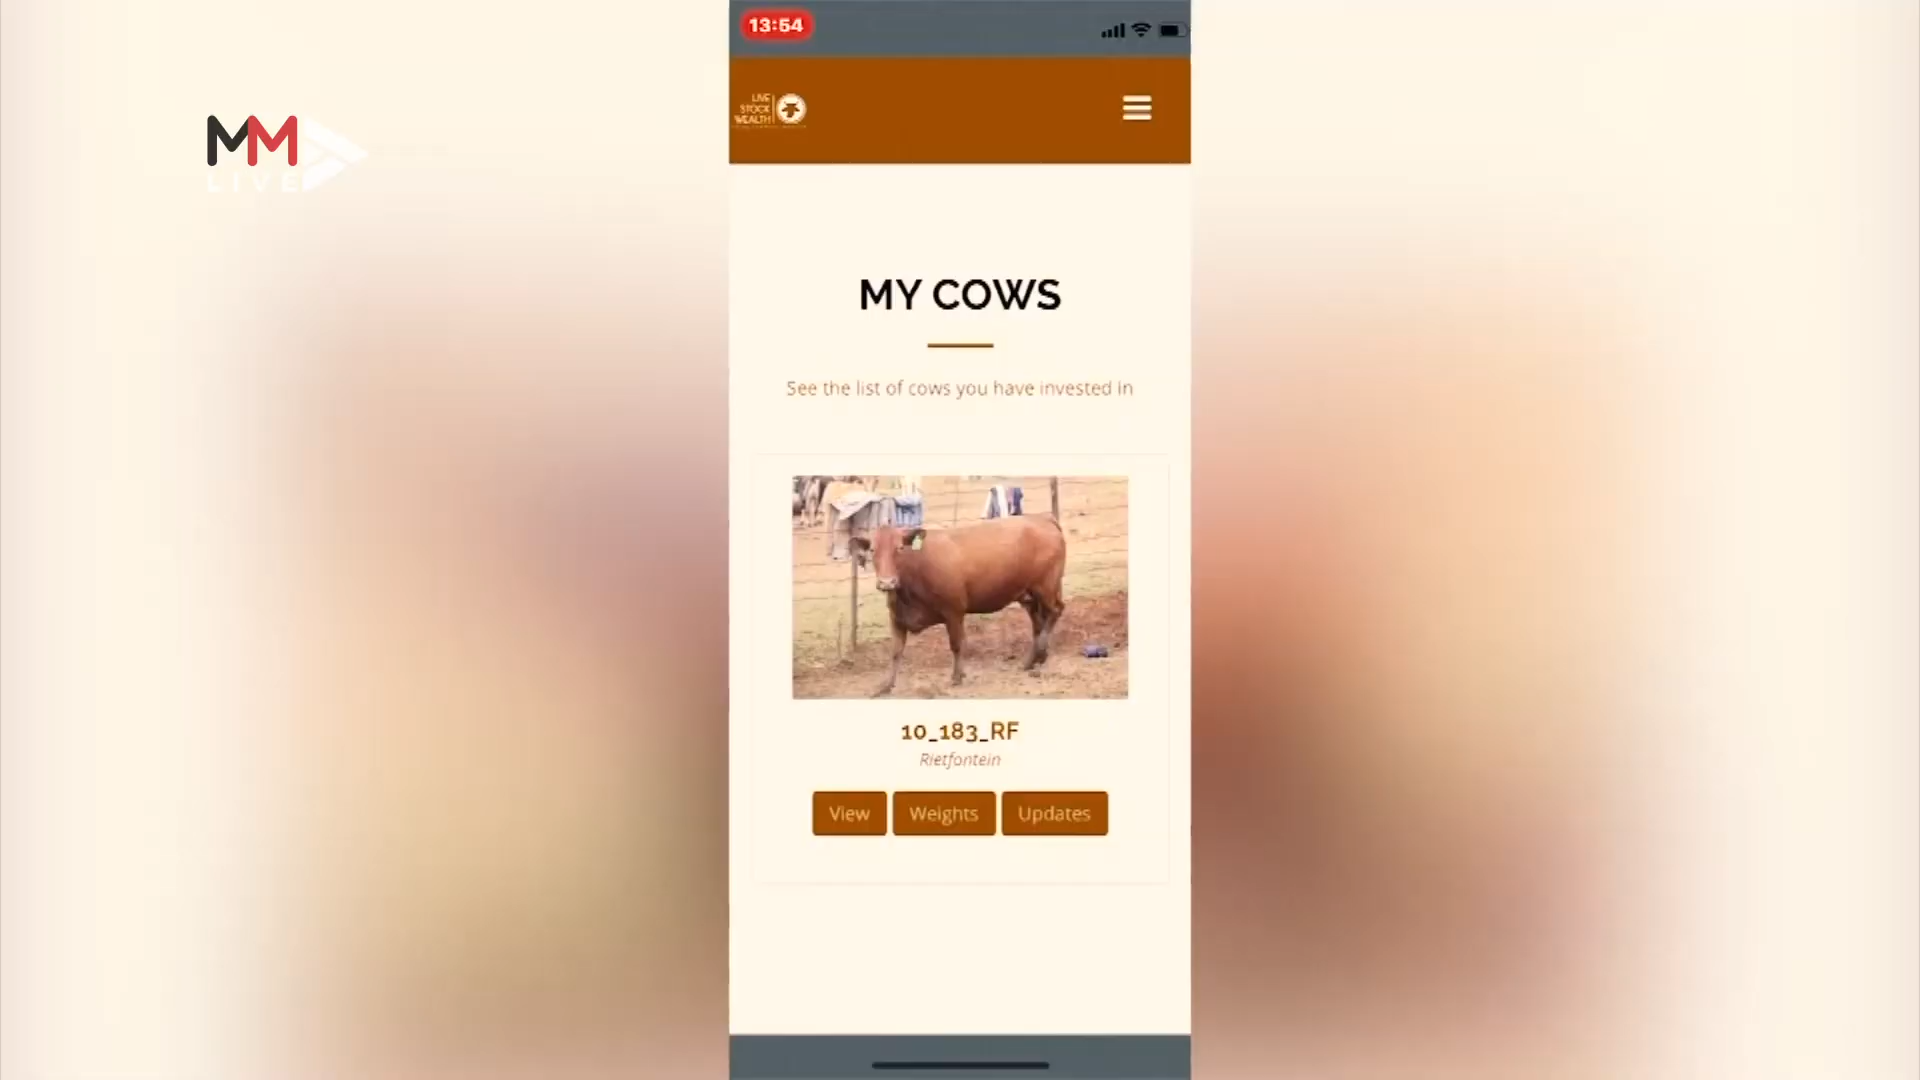 13:54
MM
LIVE
LIVE
STOCK
WEALTH
MY COWS
See the list of cows you have invested in
10_183_RF
Rietfontein
View
Weights
Updates